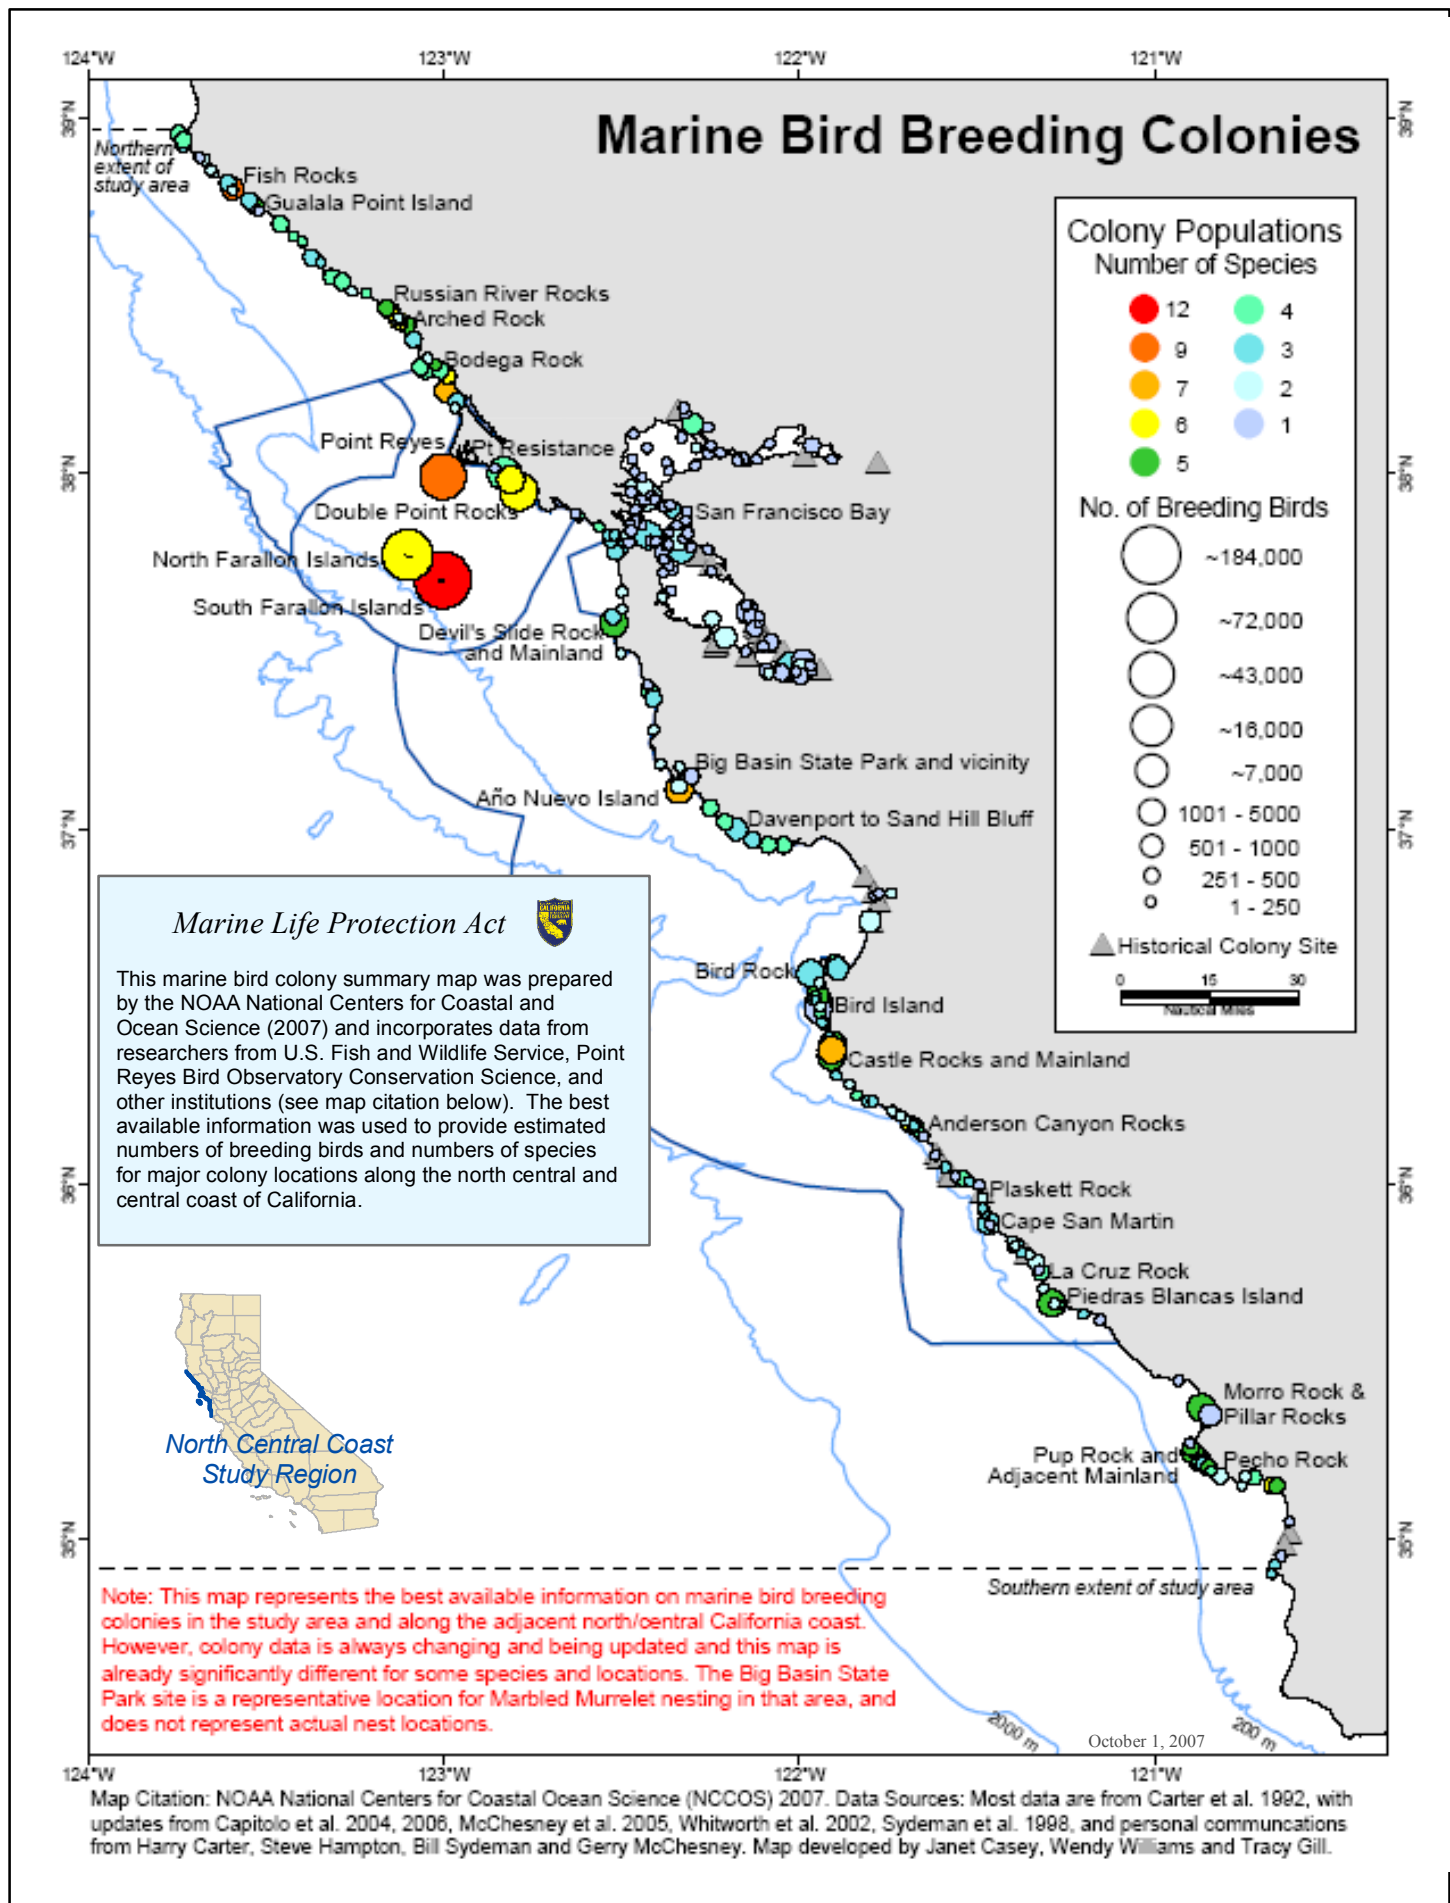 124°W 123°W 122°W 121°W
39°N
39°N
Marine Bird Breeding Colonies
Northern
extent of
study area
Fish Rocks
Gualala Point Island
Russian River Rocks
Arched Rock
Bodega Rock
Point Reyes
Pt Resistance
38°N
38°N
Double Point Rocks
San Francisco Bay
North Farallon Islands
South Farallon Islands
Devil's Slide Rock
and Mainland
Big Basin State Park and vicinity
Año Nuevo Island
Davenport to Sand Hill Bluff
37°N
37°N
Bird Rock
Bird Island
Castle Rocks and Mainland
Anderson Canyon Rocks
36°N
36°N
Plaskett Rock
Cape San Martin
La Cruz Rock
Piedras Blancas Island
Morro Rock &
Pillar Rocks
Pup Rock and
Adjacent Mainland
Pecho Rock
35°N
35°N
Southern extent of study area
2000 m
200 m
October 1, 2007
Colony Populations
Number of Species
12 4
9 3
7 2
6 1
5
No. of Breeding Birds
~184,000
~72,000
~43,000
~16,000
~7,000
1001 - 5000
501 - 1000
251 - 500
1 - 250
Historical Colony Site
0 15 30
Nautical Miles
Marine Life Protection Act
CALIFORNIA
This marine bird colony summary map was prepared
by the NOAA National Centers for Coastal and
Ocean Science (2007) and incorporates data from
researchers from U.S. Fish and Wildlife Service, Point
Reyes Bird Observatory Conservation Science, and
other institutions (see map citation below). The best
available information was used to provide estimated
numbers of breeding birds and numbers of species
for major colony locations along the north central and
central coast of California.
North Central Coast
Study Region
Note: This map represents the best available information on marine bird breeding
colonies in the study area and along the adjacent north/central California coast.
However, colony data is always changing and being updated and this map is
already significantly different for some species and locations. The Big Basin State
Park site is a representative location for Marbled Murrelet nesting in that area, and
does not represent actual nest locations.
124°W 123°W 122°W 121°W
Map Citation: NOAA National Centers for Coastal Ocean Science (NCCOS) 2007. Data Sources: Most data are from Carter et al. 1992, with
updates from Capitolo et al. 2004, 2006, McChesney et al. 2005, Whitworth et al. 2002, Sydeman et al. 1998, and personal communcations
from Harry Carter, Steve Hampton, Bill Sydeman and Gerry McChesney. Map developed by Janet Casey, Wendy Williams and Tracy Gill.